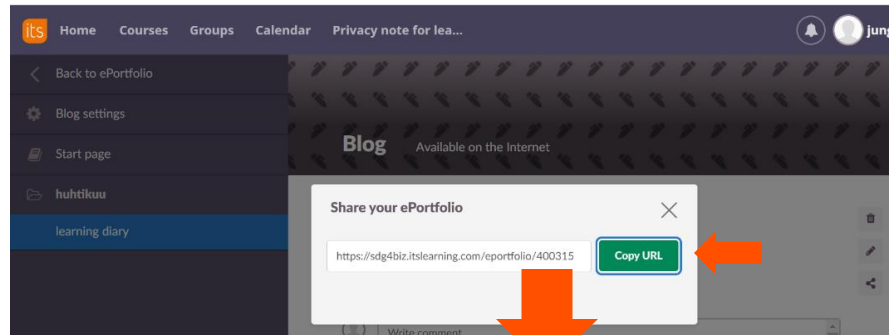 its Home Courses Groups Calendar Privacy note for lea... jung
Back to ePortfolio
Blog settings
Start page
huhtikuu
learning diary
Blog Available on the Internet
Share your ePortfolio
https://sdg4biz.itslearning.com/eportfolio/400315 Copy URL
Write comment